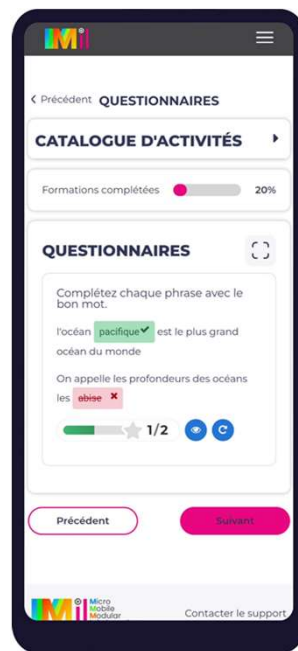 IMil
Précédent QUESTIONNAIRES
CATALOGUE D'ACTIVITÉS
Formations complétées 20%
QUESTIONNAIRES
Complétez chaque phrase avec le
bon mot.
l'océan pacifique est le plus grand
océan du monde
On appelle les profondeurs des océans
les abise
1/2
Précédent
Suivant
IMil Micro
Mobile
Modular
Contacter le support